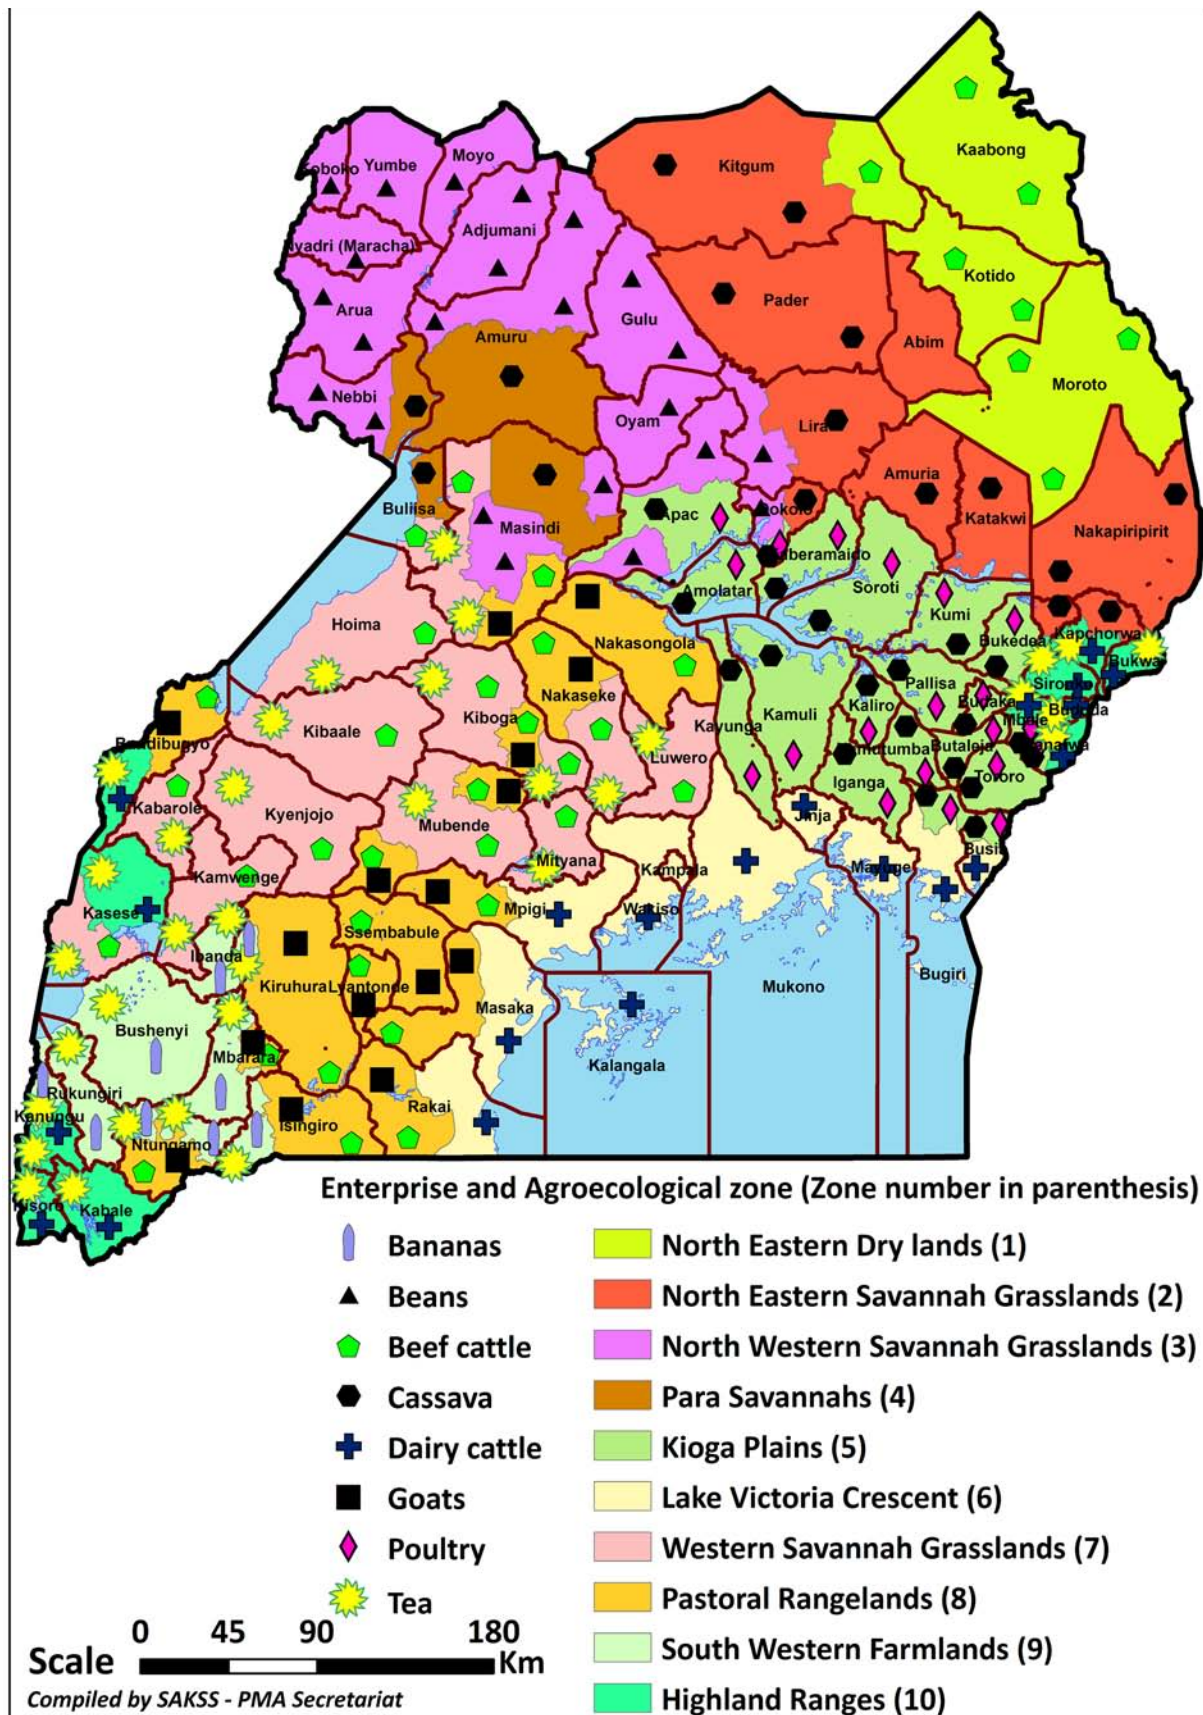 Kaabong
Kitgum
Moyo
Yumbe
Koboko
Adjumani
Nyadri (Maracha)
Kotido
Pader
Arua
Gulu
Amuru
Abim
Moroto
Nebbi
Oyam
Lira
Amuria
Katakwi
Buliisa
Apac
Dokolo
Masindi
Nakapiripirit
Kaberamaido
Soroti
Amolatar
Kumi
Hoima
Bukedea
Kapchorwa
Nakasongola
Bukwa
Nakaseke
Pallisa
Sironko
Kiboga
Kaliro
Budaka
Bududa
Kamuli
Mbale
Kibaale
Kayunga
Bundibugyo
Namutumba
Butaleja
Manafwa
Luwero
Tororo
Iganga
Kabarole
Kyenjojo
Jinja
Mubende
Busia
Mityana
Kampala
Mayuge
Kamwenge
Kasese
Mpigi
Wakiso
Ssembabule
Ibanda
Kiruhura
Lyantonde
Bugiri
Mukono
Masaka
Bushenyi
Mbarara
Kalangala
Rukungiri
Rakai
Kanungu
Isingiro
Ntungamo
Kisoro
Kabale
Enterprise and Agroecological zone (Zone number in parenthesis)
Bananas
Beans
Beef cattle
Cassava
Dairy cattle
Goats
Poultry
Tea
North Eastern Dry lands (1)
North Eastern Savannah Grasslands (2)
North Western Savannah Grasslands (3)
Para Savannahs (4)
Kioga Plains (5)
Lake Victoria Crescent (6)
Western Savannah Grasslands (7)
Pastoral Rangelands (8)
South Western Farmlands (9)
Highland Ranges (10)
0 45 90 180
Scale Km
Compiled by SAKSS - PMA Secretariat